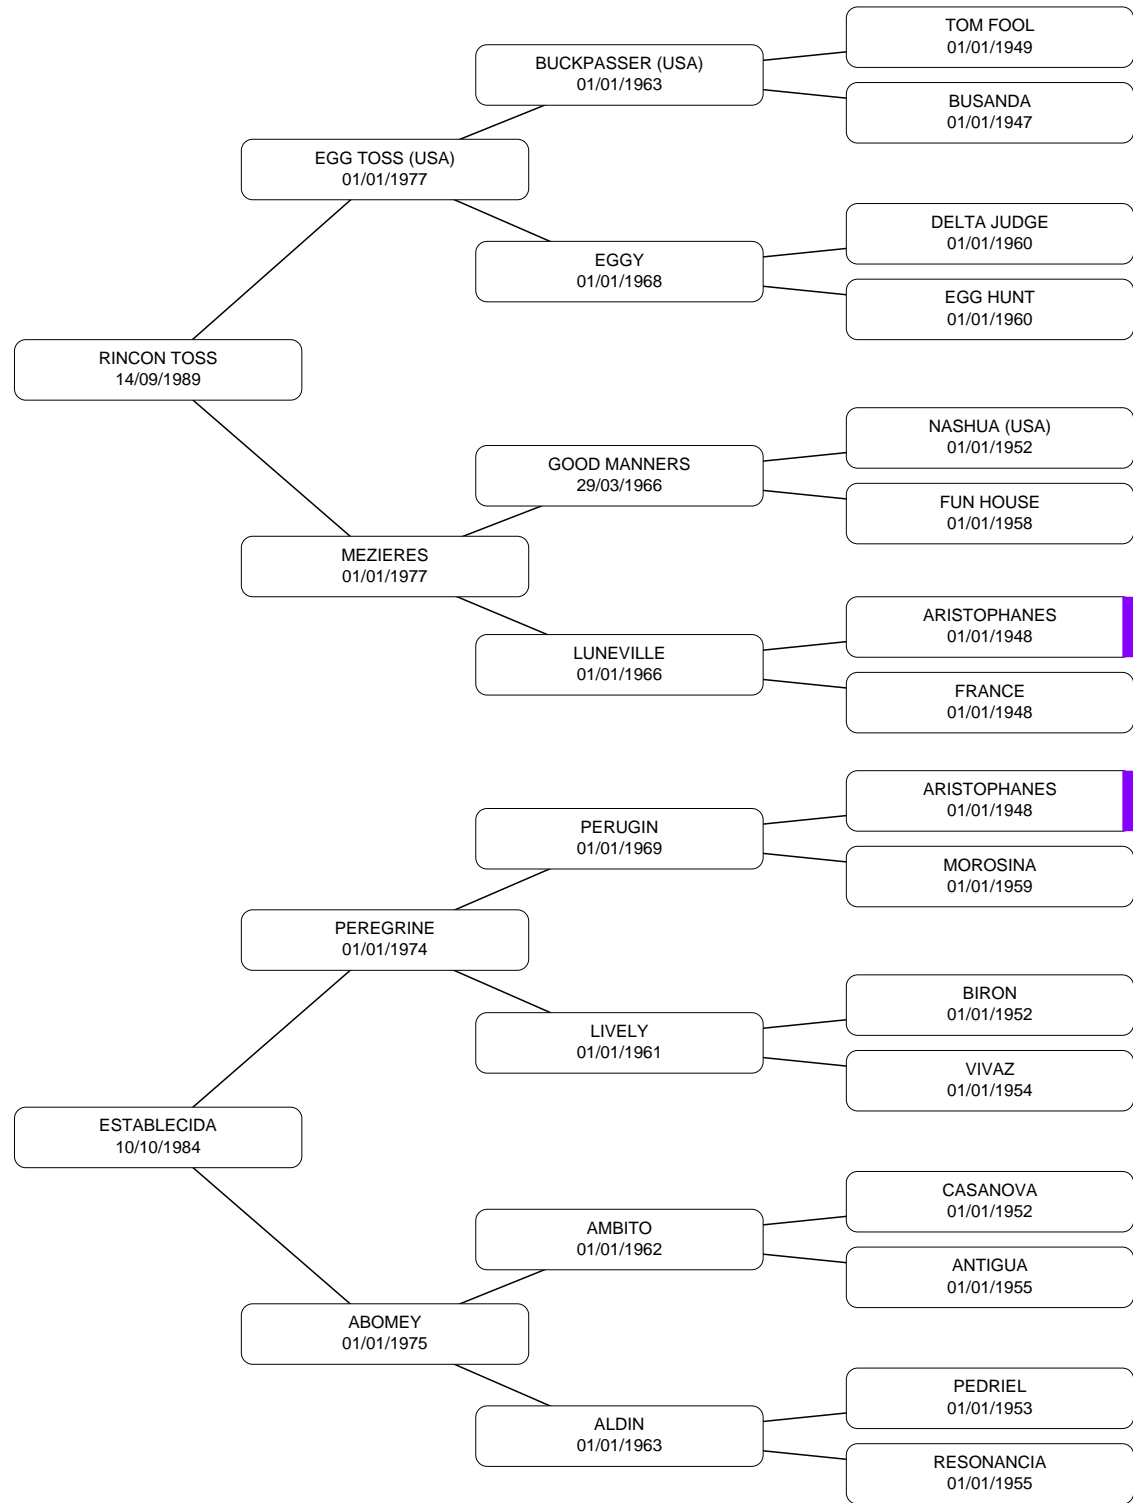 TOM FOOL
01/01/1949
BUCKPASSER (USA)
01/01/1963
BUSANDA
01/01/1947
EGG TOSS (USA)
01/01/1977
DELTA JUDGE
01/01/1960
EGGY
01/01/1968
EGG HUNT
01/01/1960
RINCON TOSS
14/09/1989
NASHUA (USA)
01/01/1952
GOOD MANNERS
29/03/1966
FUN HOUSE
01/01/1958
MEZIERES
01/01/1977
ARISTOPHANES
01/01/1948
LUNEVILLE
01/01/1966
FRANCE
01/01/1948
ARISTOPHANES
01/01/1948
PERUGIN
01/01/1969
MOROSINA
01/01/1959
PEREGRINE
01/01/1974
BIRON
01/01/1952
LIVELY
01/01/1961
VIVAZ
01/01/1954
ESTABLECIDA
10/10/1984
CASANOVA
01/01/1952
AMBITO
01/01/1962
ANTIGUA
01/01/1955
ABOMEY
01/01/1975
PEDRIEL
01/01/1953
ALDIN
01/01/1963
RESONANCIA
01/01/1955